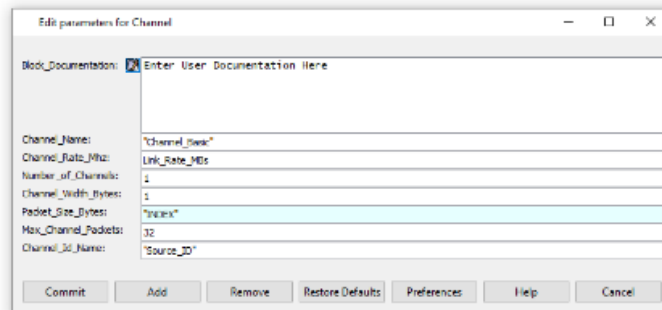 Edit parameters for Channel
Block_Documentation: Enter User Documentation Here
Channel_Name: "Channel_Basic"
Channel_Rate_Mhz: Link_Rate_MBs
Number_of_Channels: 1
Channel_Width_Bytes: 1
Packet_Size_Bytes: "INDEX"
Max_Channel_Packets: 32
Channel_Id_Name: "Source_ID"
Commit Add Remove Restore Defaults Preferences Help Cancel